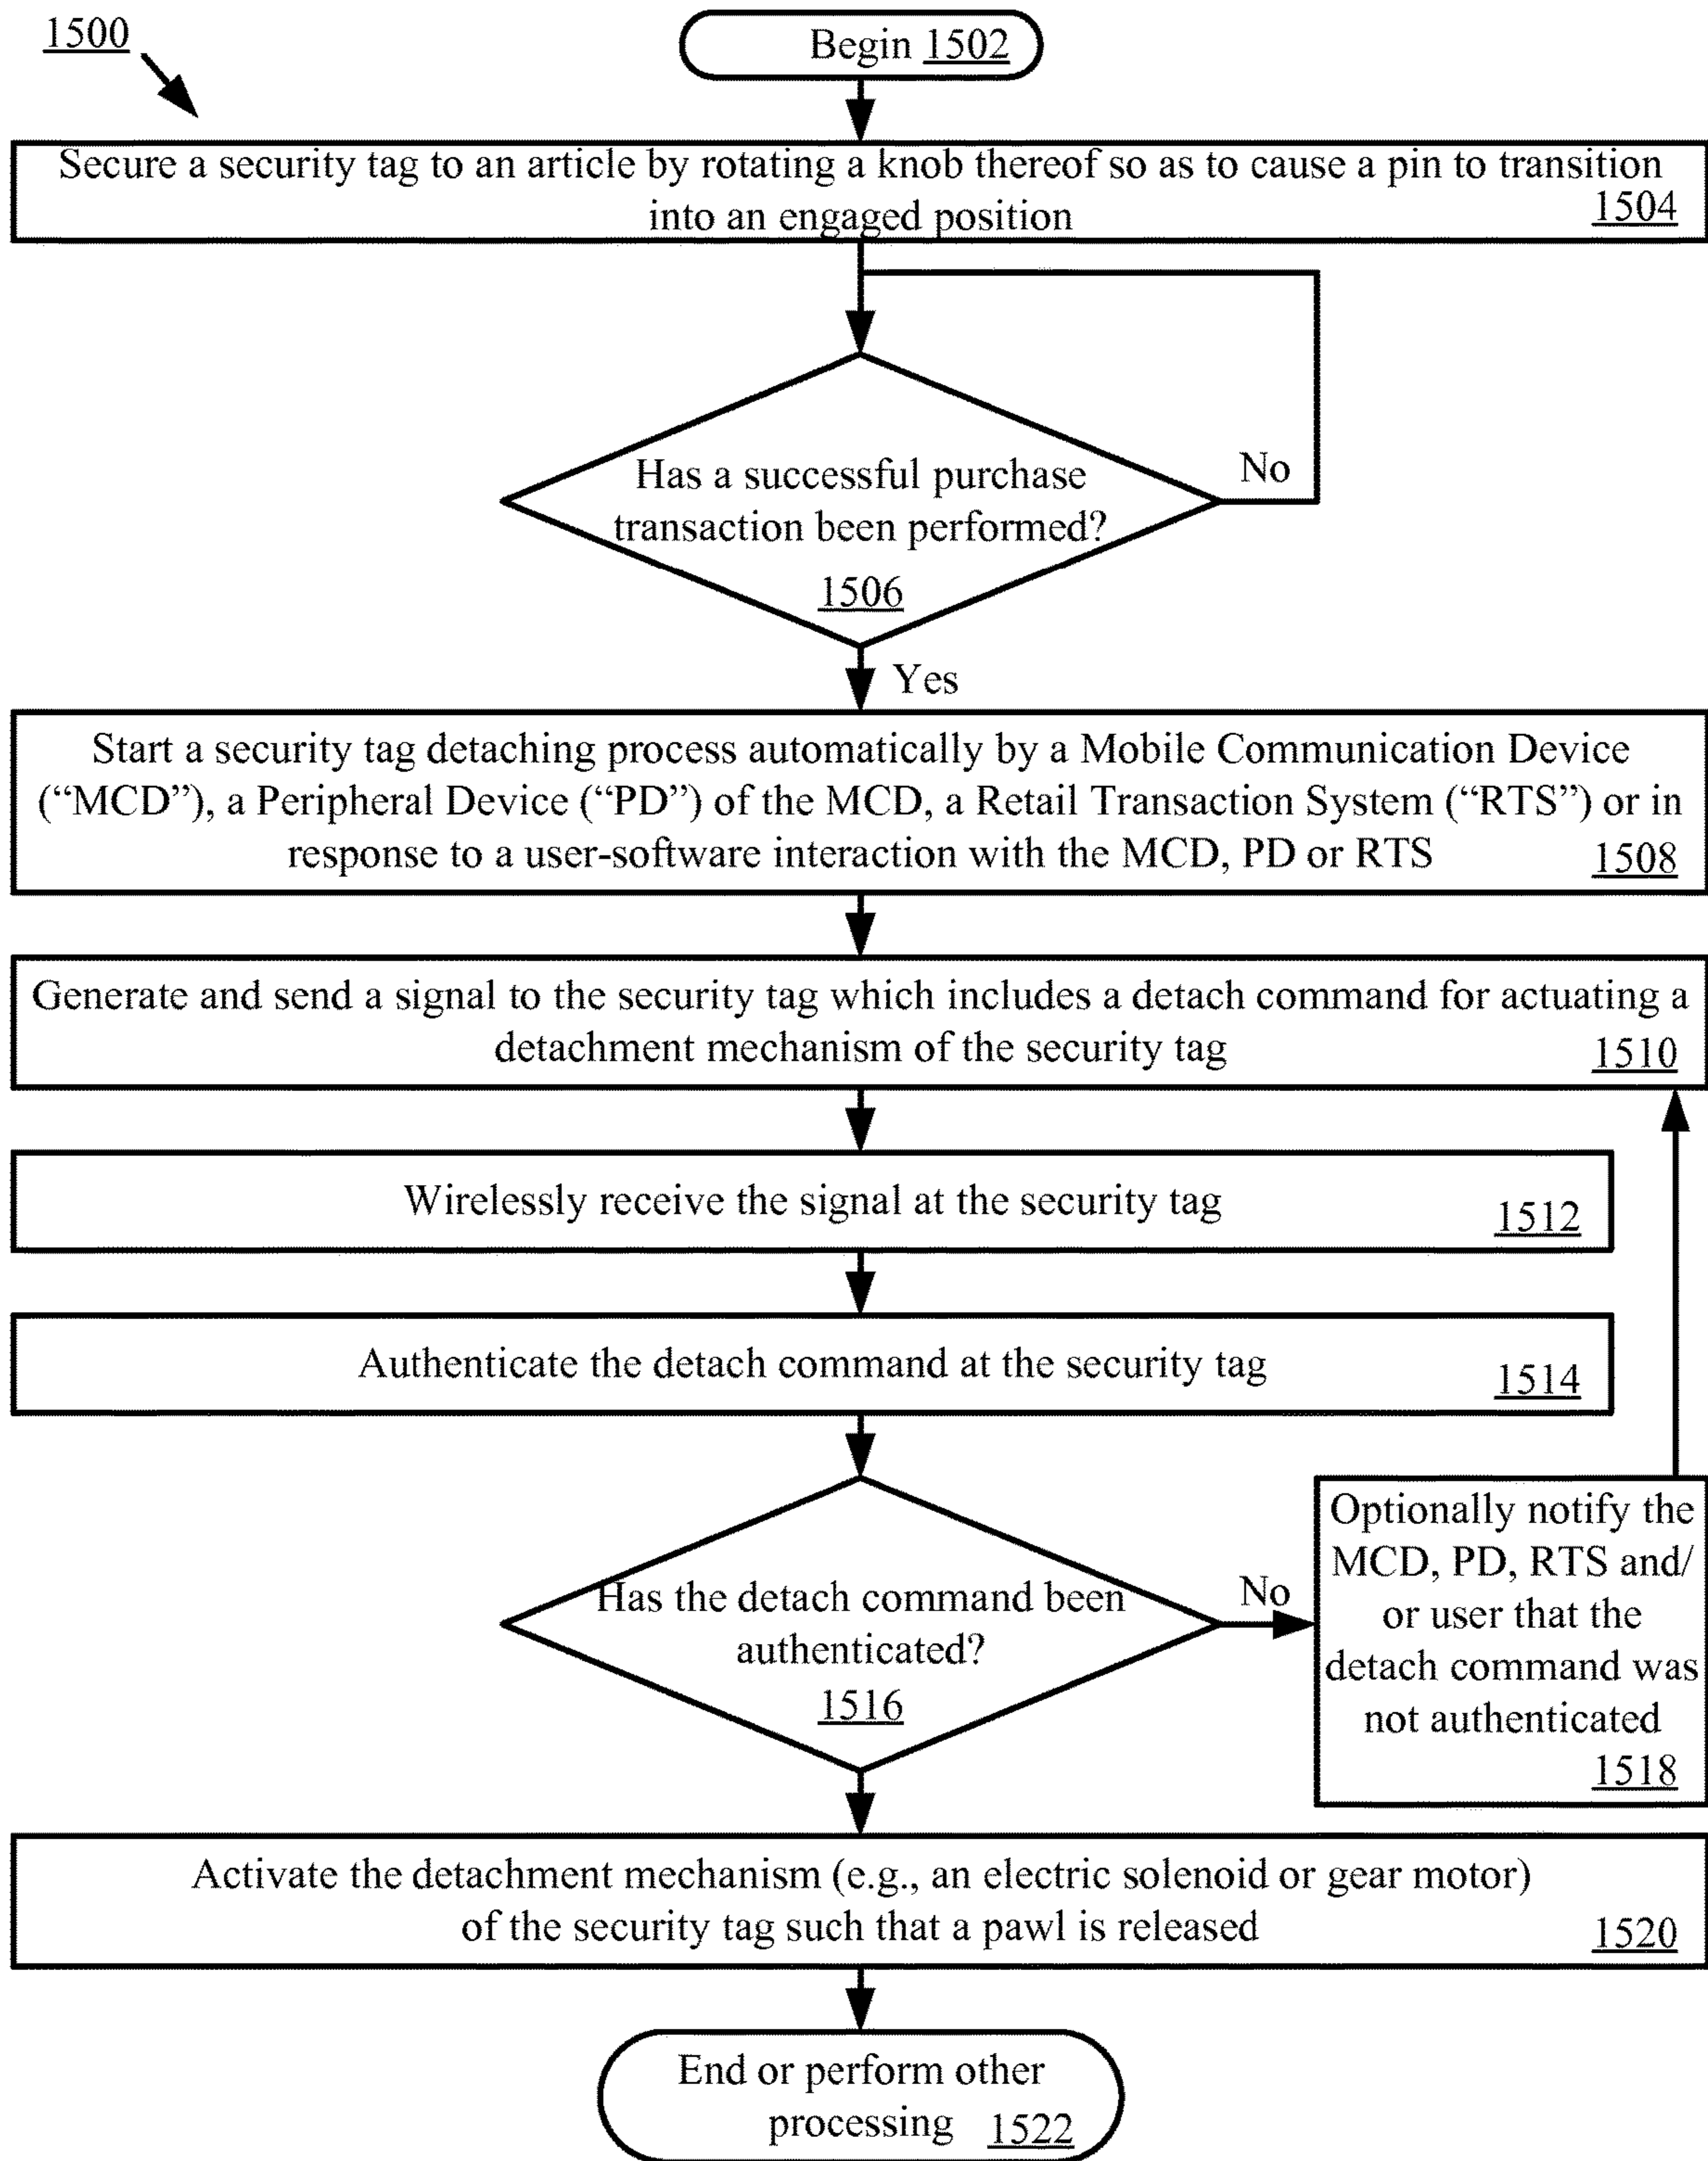 1500
Begin 1502
Secure a security tag to an article by rotating a knob thereof so as to cause a pin to transition
into an engaged position 1504
Has a successful purchase
transaction been performed?
1506
No
Yes
Start a security tag detaching process automatically by a Mobile Communication Device
(“MCD”), a Peripheral Device (“PD”) of the MCD, a Retail Transaction System (“RTS”) or in
response to a user-software interaction with the MCD, PD or RTS 1508
Generate and send a signal to the security tag which includes a detach command for actuating a
detachment mechanism of the security tag 1510
Wirelessly receive the signal at the security tag 1512
Authenticate the detach command at the security tag 1514
Has the detach command been
authenticated?
1516
No
Optionally notify the
MCD, PD, RTS and/
or user that the
detach command was
not authenticated
1518
Activate the detachment mechanism (e.g., an electric solenoid or gear motor)
of the security tag such that a pawl is released 1520
End or perform other
processing 1522